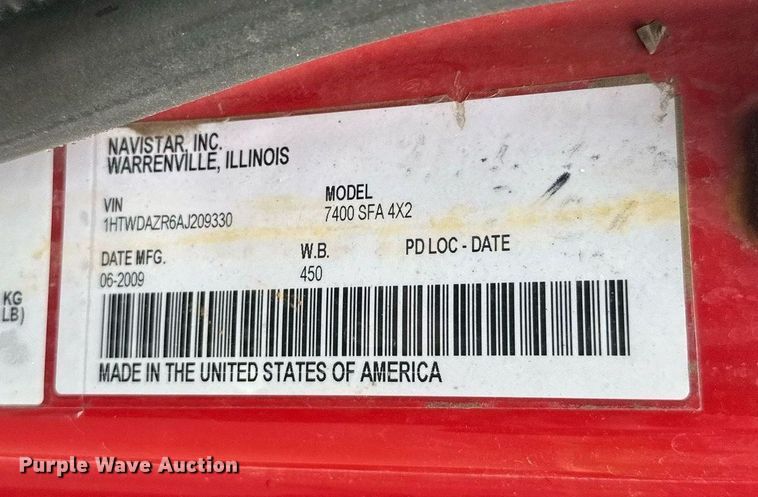 NAVISTAR, INC.
WARRENVILLE, ILLINOIS
VIN
1HTWDAZR6AJ209330
MODEL
7400 SFA 4X2
DATE MFG.
06-2009
W.B.
450
PD LOC - DATE
KG
LB)
MADE IN THE UNITED STATES OF AMERICA
Purple Wave Auction